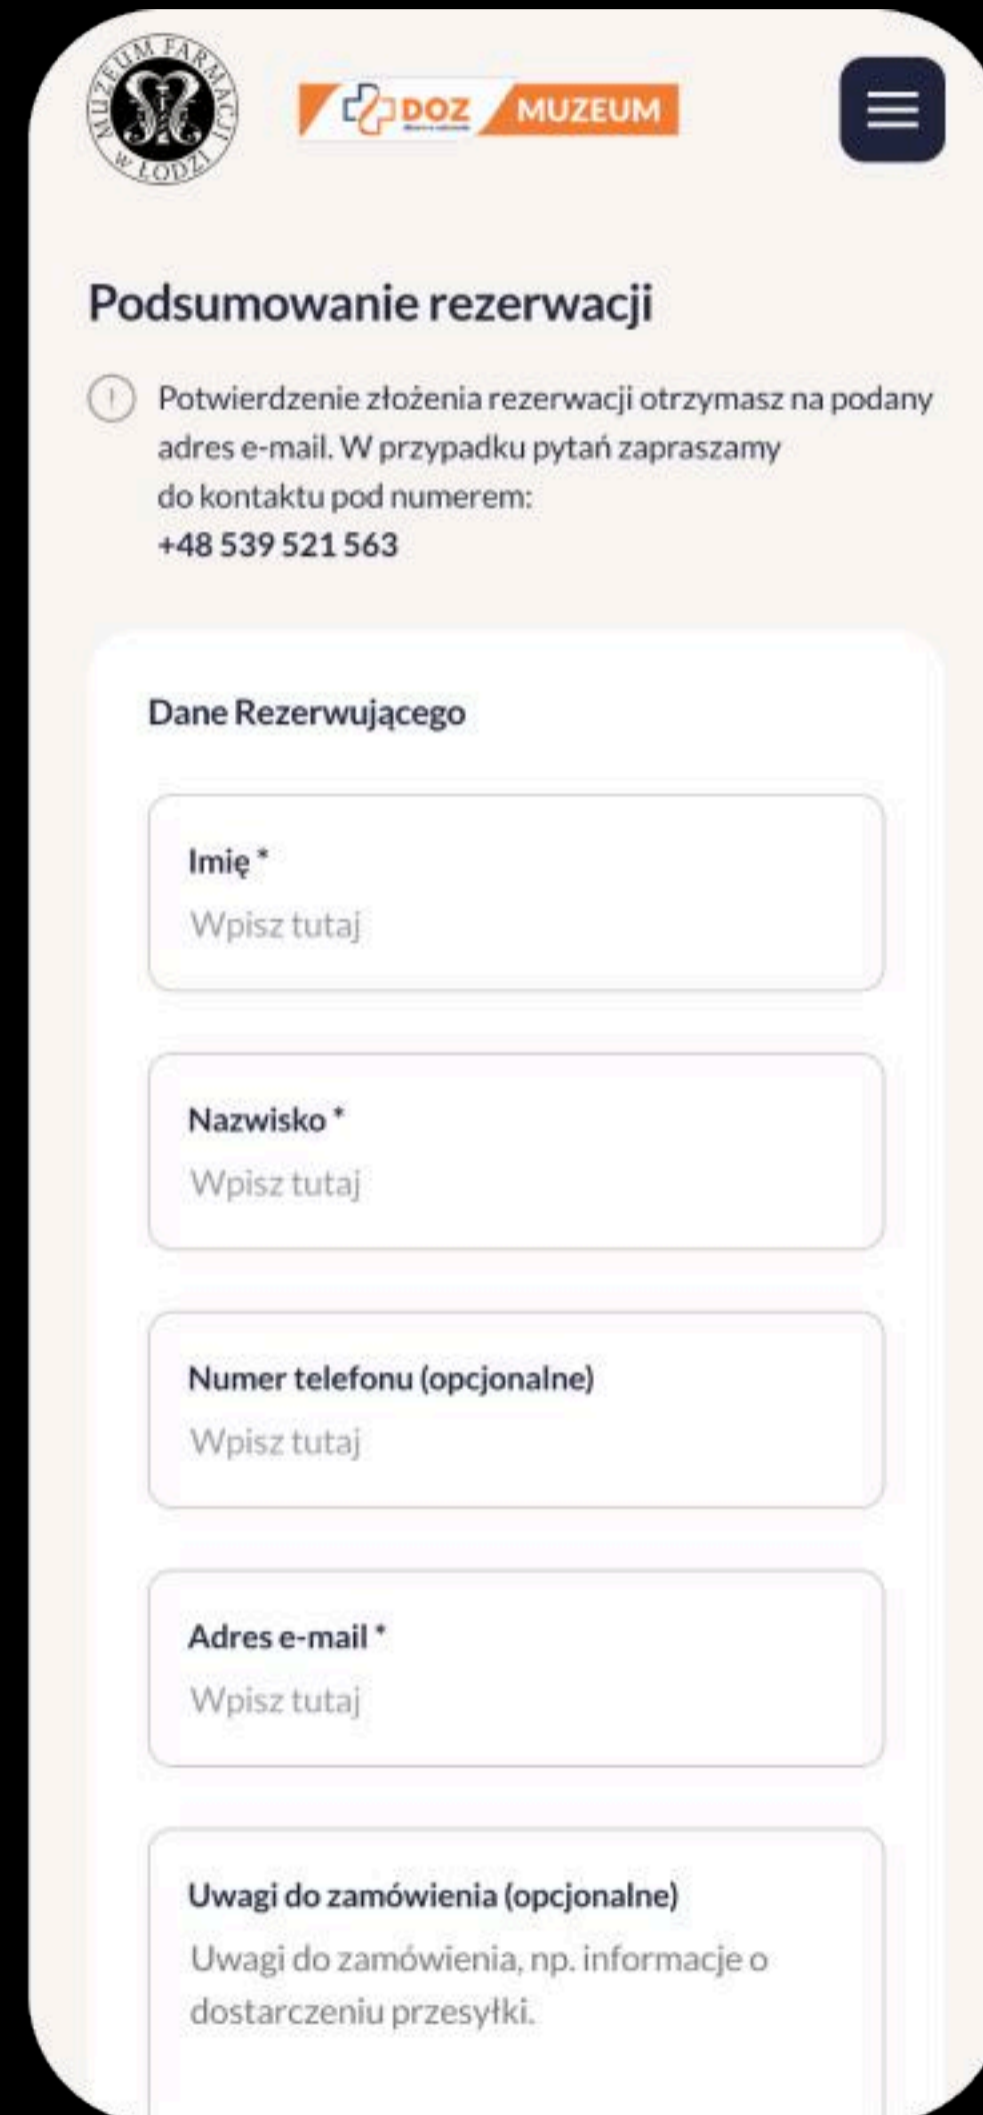 MUZEUM FARMACJI
W ŁODZI
DOZ MUZEUM
Podsumowanie rezerwacji
Potwierdzenie złożenia rezerwacji otrzymasz na podany
adres e-mail. W przypadku pytań zapraszamy
do kontaktu pod numerem:
+48 539 521 563
Dane Rezerwującego
Imię *
Wpisz tutaj
Nazwisko *
Wpisz tutaj
Numer telefonu (opcjonalne)
Wpisz tutaj
Adres e-mail *
Wpisz tutaj
Uwagi do zamówienia (opcjonalne)
Uwagi do zamówienia, np. informacje o
dostarczeniu przesyłki.